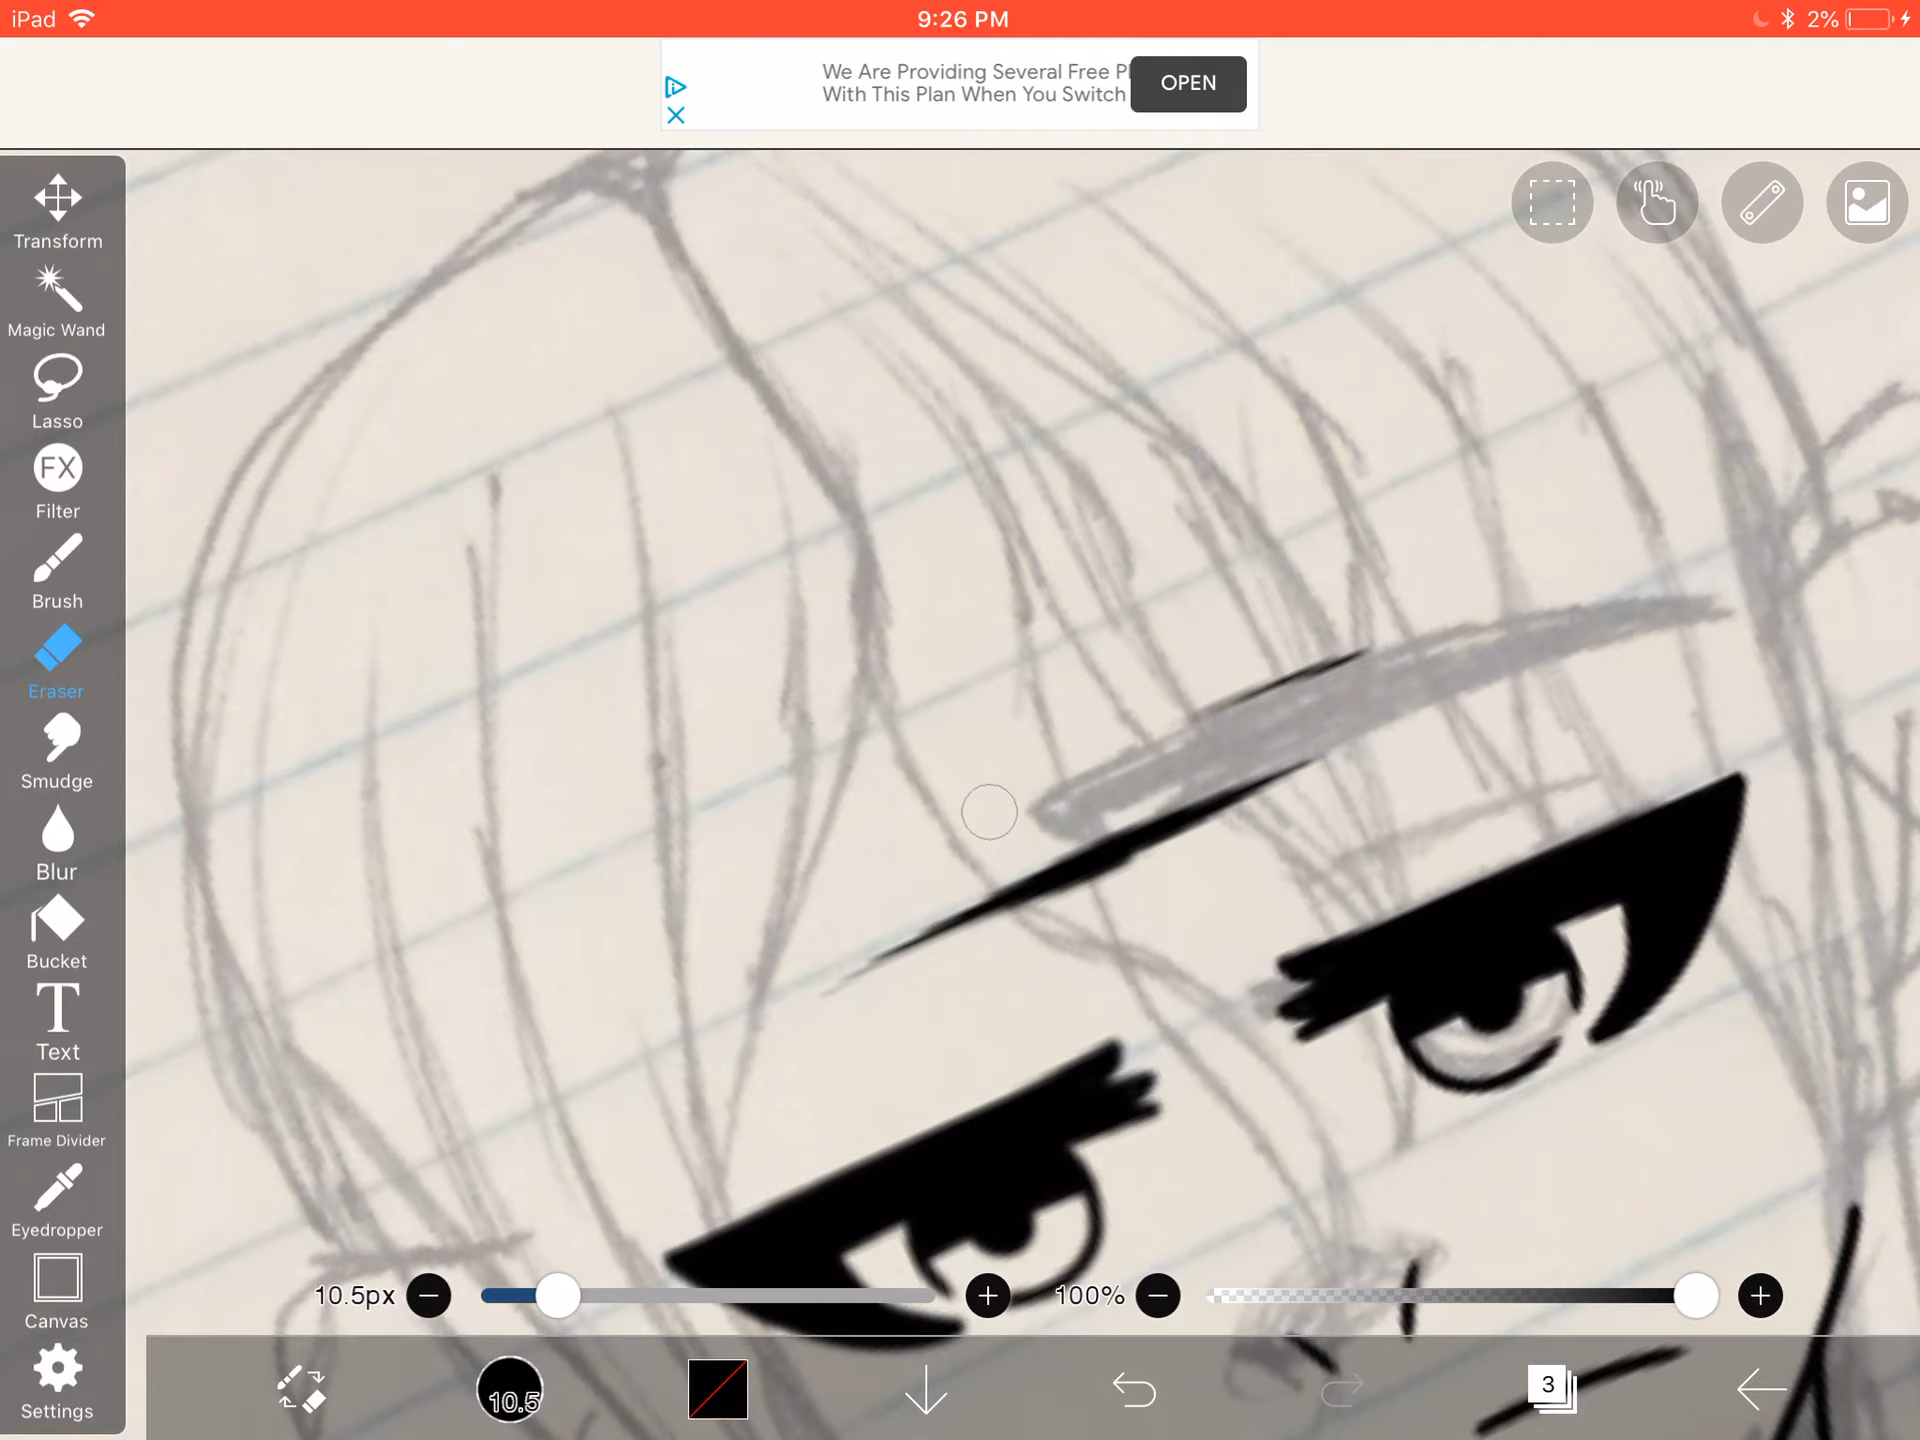 iPad
9:26 PM
2%
We Are Providing Several Free Pl
With This Plan When You Switch
OPEN
Transform
Magic Wand
Lasso
FX
Filter
Brush
Eraser
Smudge
Blur
Bucket
T
Text
Frame Divider
Eyedropper
Canvas
Settings
10.5px
100%
10.5
3